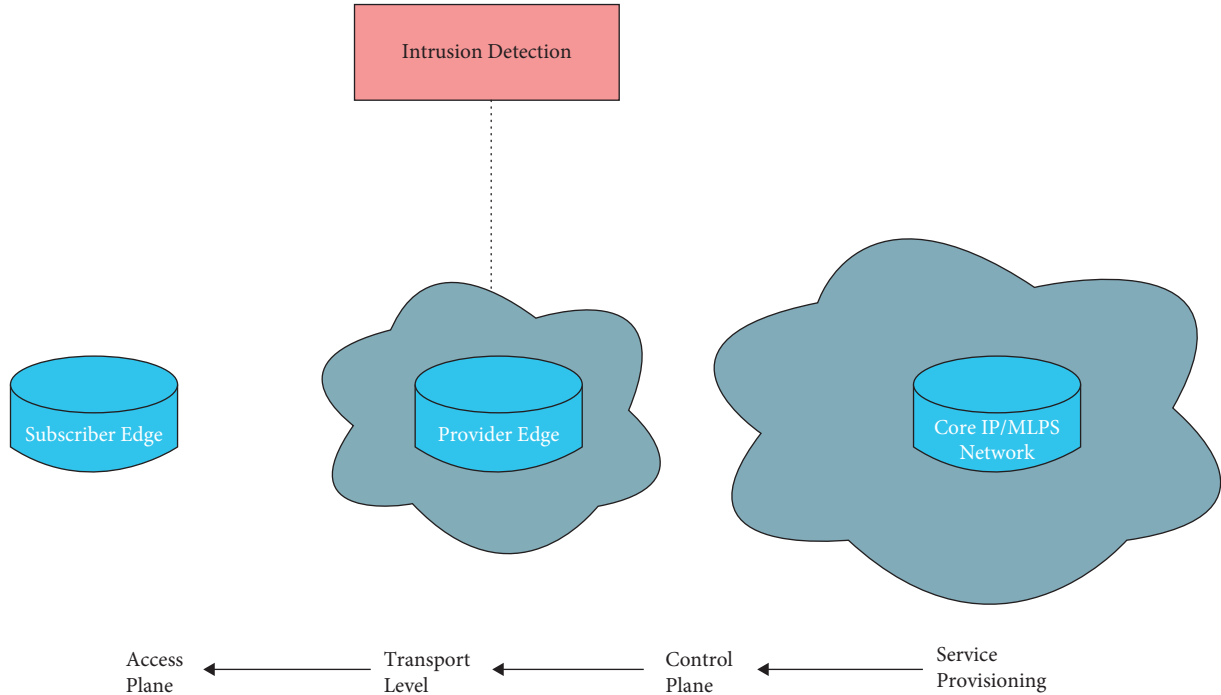 Intrusion Detection
Subscriber Edge
Provider Edge
Core IP/MLPS
Network
Access
Plane
Transport
Level
Control
Plane
Service
Provisioning